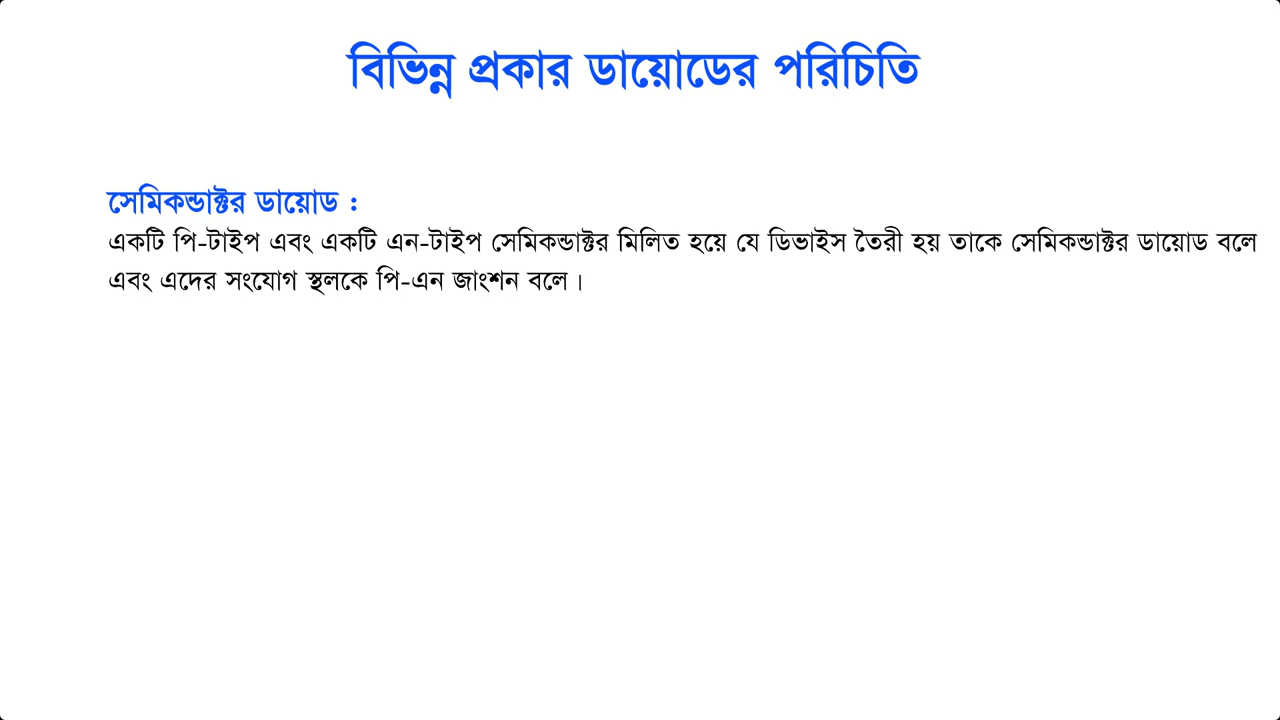 বিভিন্ন প্রকার ডায়োডের পরিচিতি
সেমিকন্ডাক্টর ডায়োড :
একটি পি-টাইপ এবং একটি এন-টাইপ সেমিকন্ডাক্টর মিলিত হয়ে যে ডিভাইস তৈরী হয় তাকে সেমিকন্ডাক্টর ডায়োড বলে
এবং এদের সংযোগ স্থলকে পি-এন জাংশন বলে।